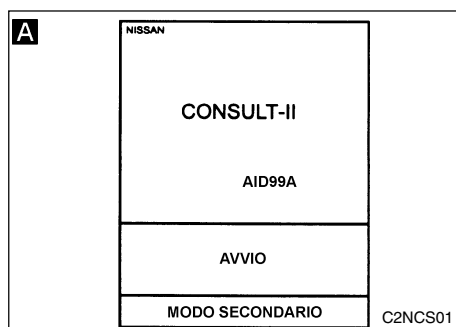 A
NISSAN
CONSULT-II
AID99A
AVVIO
MODO SECONDARIO
C2NCS01